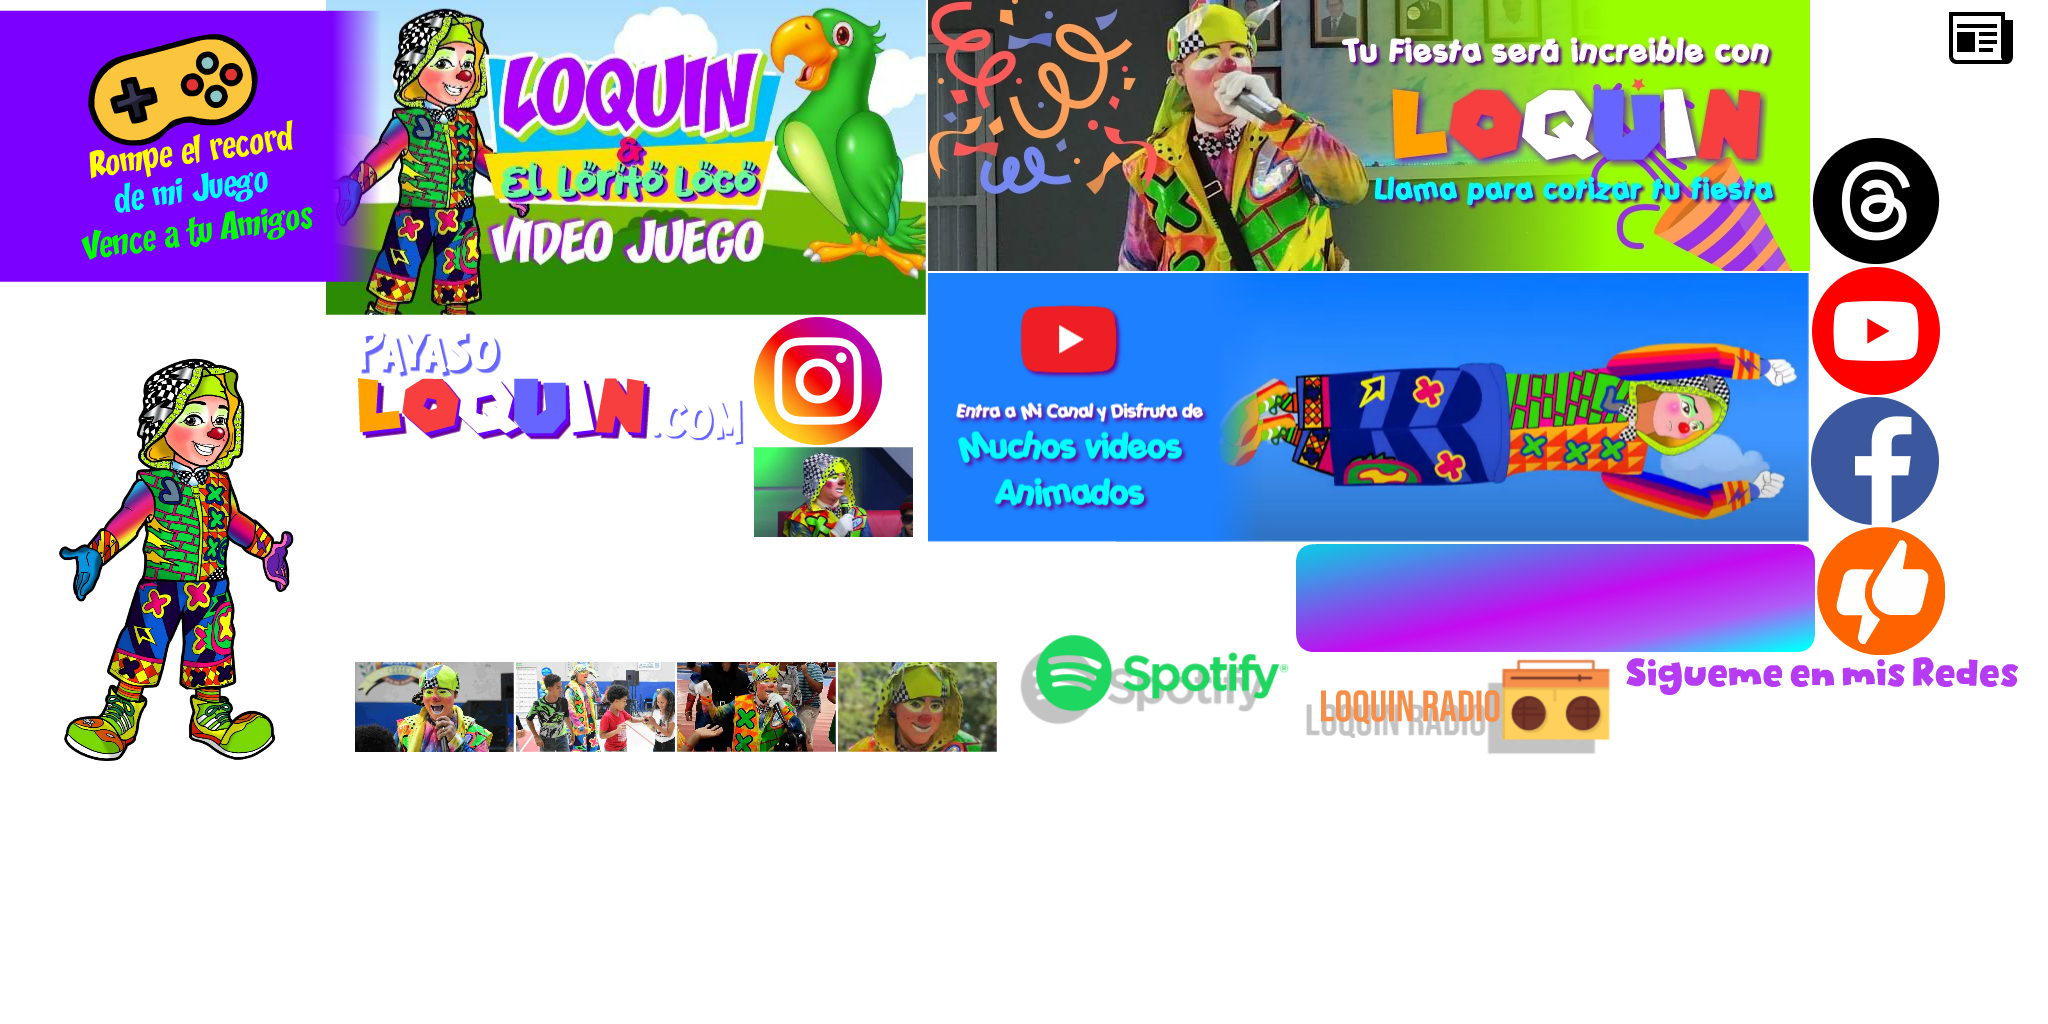 Rompe el record
de mi Juego
Vence a tu Amigos
LOQUIN
&
El Lorito Loco
VIDEO JUEGO
Tu Fiesta será increible con
LOQUIN
Llama para cotizar tu fiesta
PAYASO
LOQUIN.COM
Entra a Mi Canal y Disfruta de
Muchos videos
Animados
Spotify®
LOQUIN RADIO
Sigueme en mis Redes